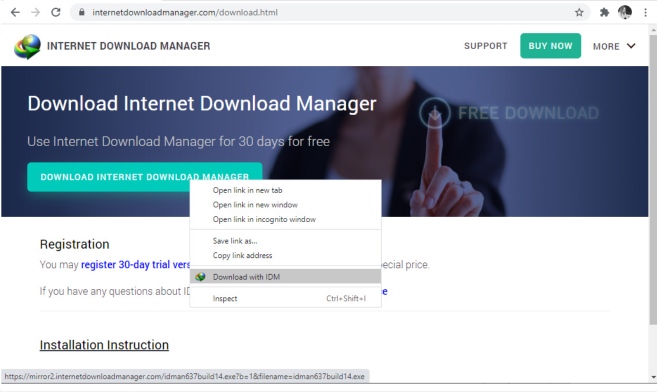 internetdownloadmanager.com/download.html
INTERNET DOWNLOAD MANAGER
SUPPORT
BUY NOW
MORE
Download Internet Download Manager
FREE DOWNLOAD
Use Internet Download Manager for 30 days for free
DOWNLOAD INTERNET DOWNLOAD MANAGER
Open link in new tab
Open link in new window
Open link in incognito window
Save link as...
Copy link address
Download with IDM
Inspect Ctrl+Shift+I
Registration
You may register 30-day trial vers ecial price.
If you have any questions about ID e
Installation Instruction
https://mirror2.internetdownloadmanager.com/idman637build14.exe?b=1&filename=idman637build14.exe